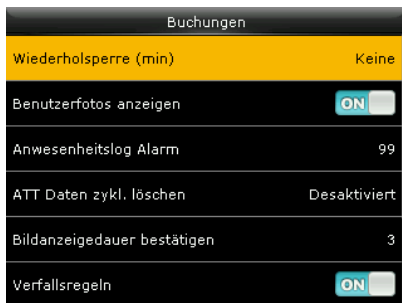 Buchungen
Wiederholsperre (min) Keine
Benutzerfotos anzeigen ON
Anwesenheitslog Alarm 99
ATT Daten zykl. löschen Desaktiviert
Bildanzeigedauer bestätigen 3
Verfallsregeln ON